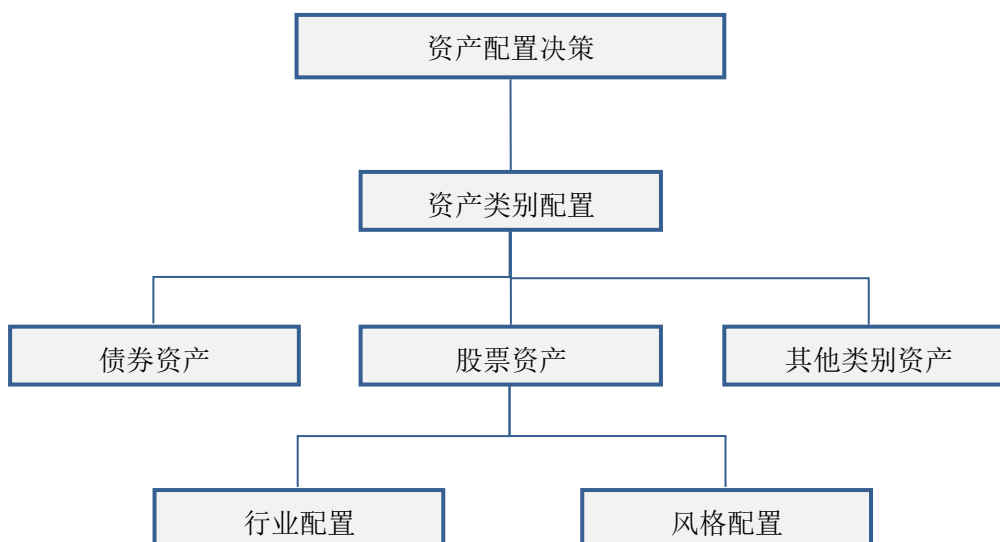 资产配置决策
资产类别配置
债券资产
股票资产
其他类别资产
行业配置
风格配置